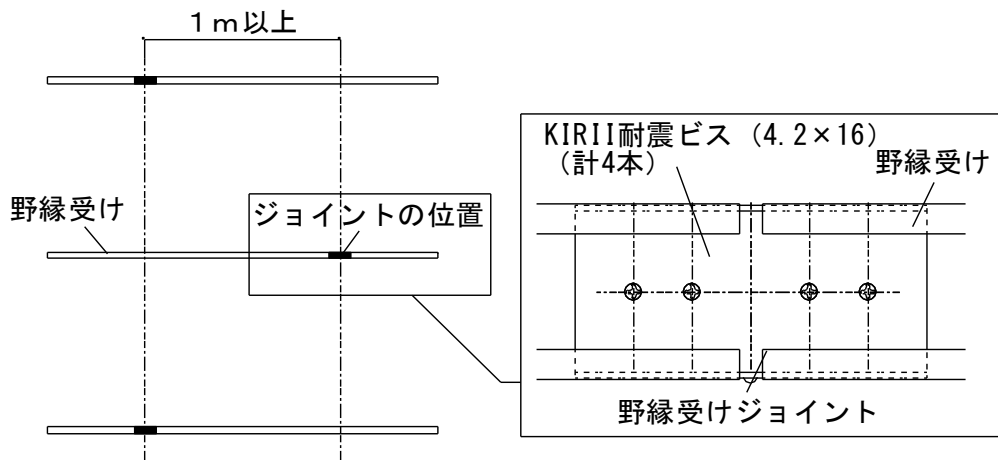 1m以上
野縁受け
ジョイントの位置
KIRII耐震ビス（4.2×16）
（計4本）
野縁受け
野縁受けジョイント